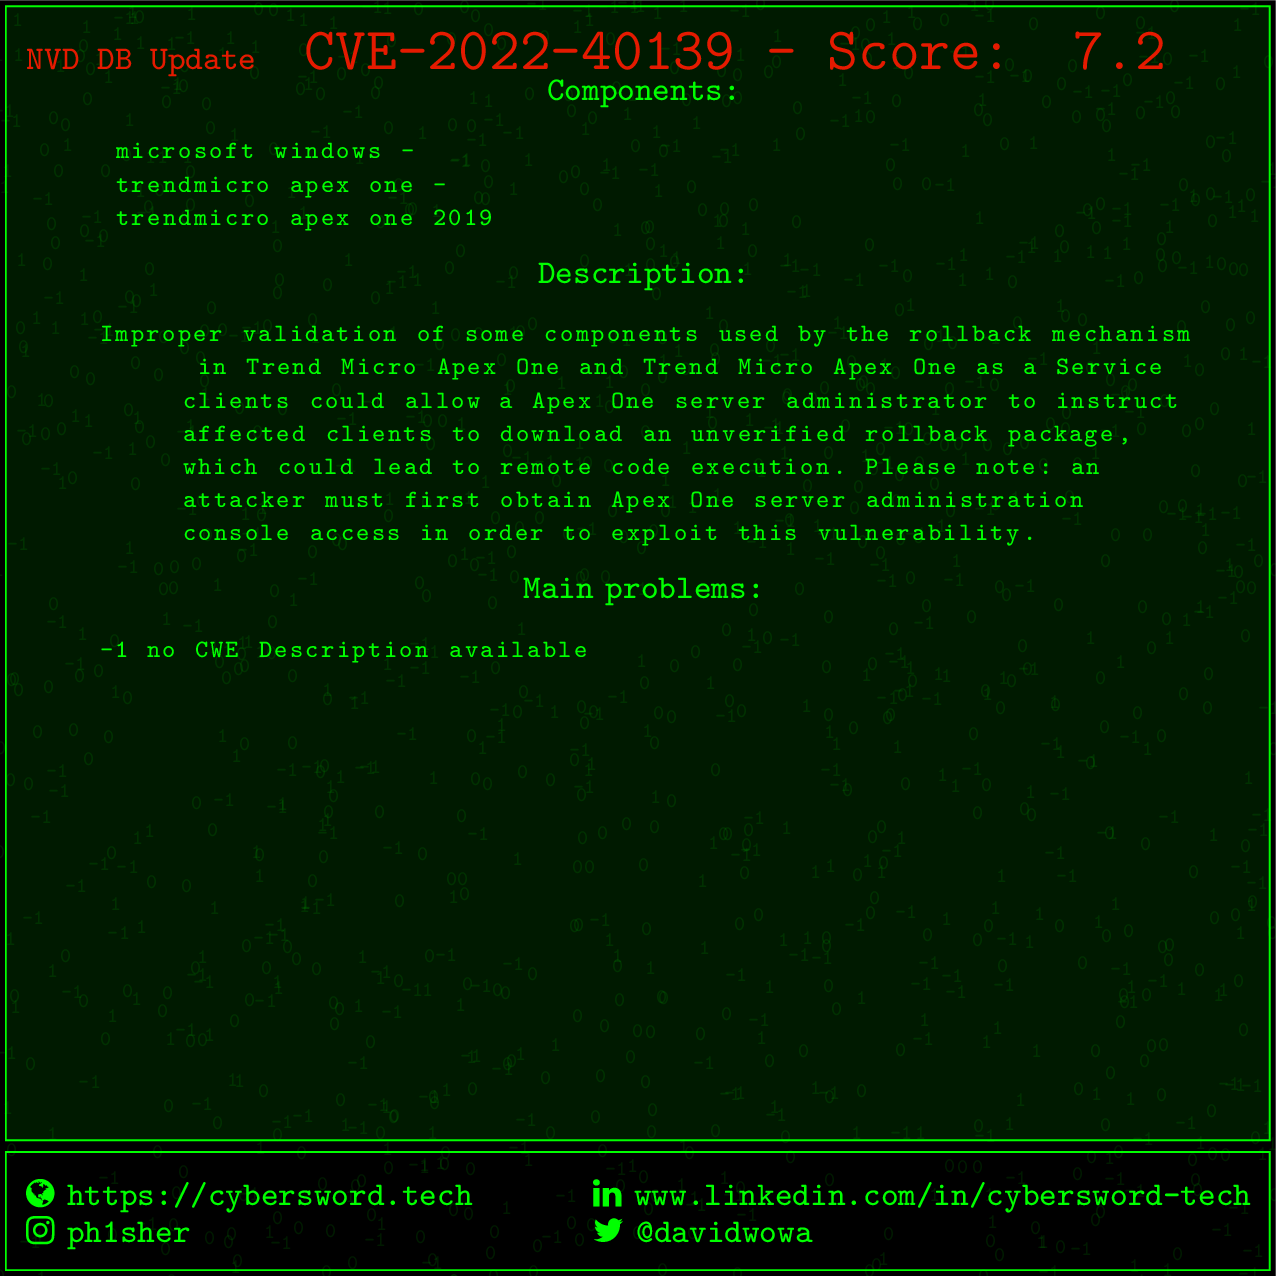 NVD DB Update CVE-2022-40139 - Score: 7.2
Components:
microsoft windows -
trendmicro apex one -
trendmicro apex one 2019
Description:
Improper validation of some components used by the rollback mechanism
in Trend Micro Apex One and Trend Micro Apex One as a Service
clients could allow a Apex One server administrator to instruct
affected clients to download an unverified rollback package,
which could lead to remote code execution. Please note: an
attacker must first obtain Apex One server administration
console access in order to exploit this vulnerability.
Main problems:
-1 no CWE Description available
https://cybersword.tech www.linkedin.com/in/cybersword-tech
ph1sher @davidwowa